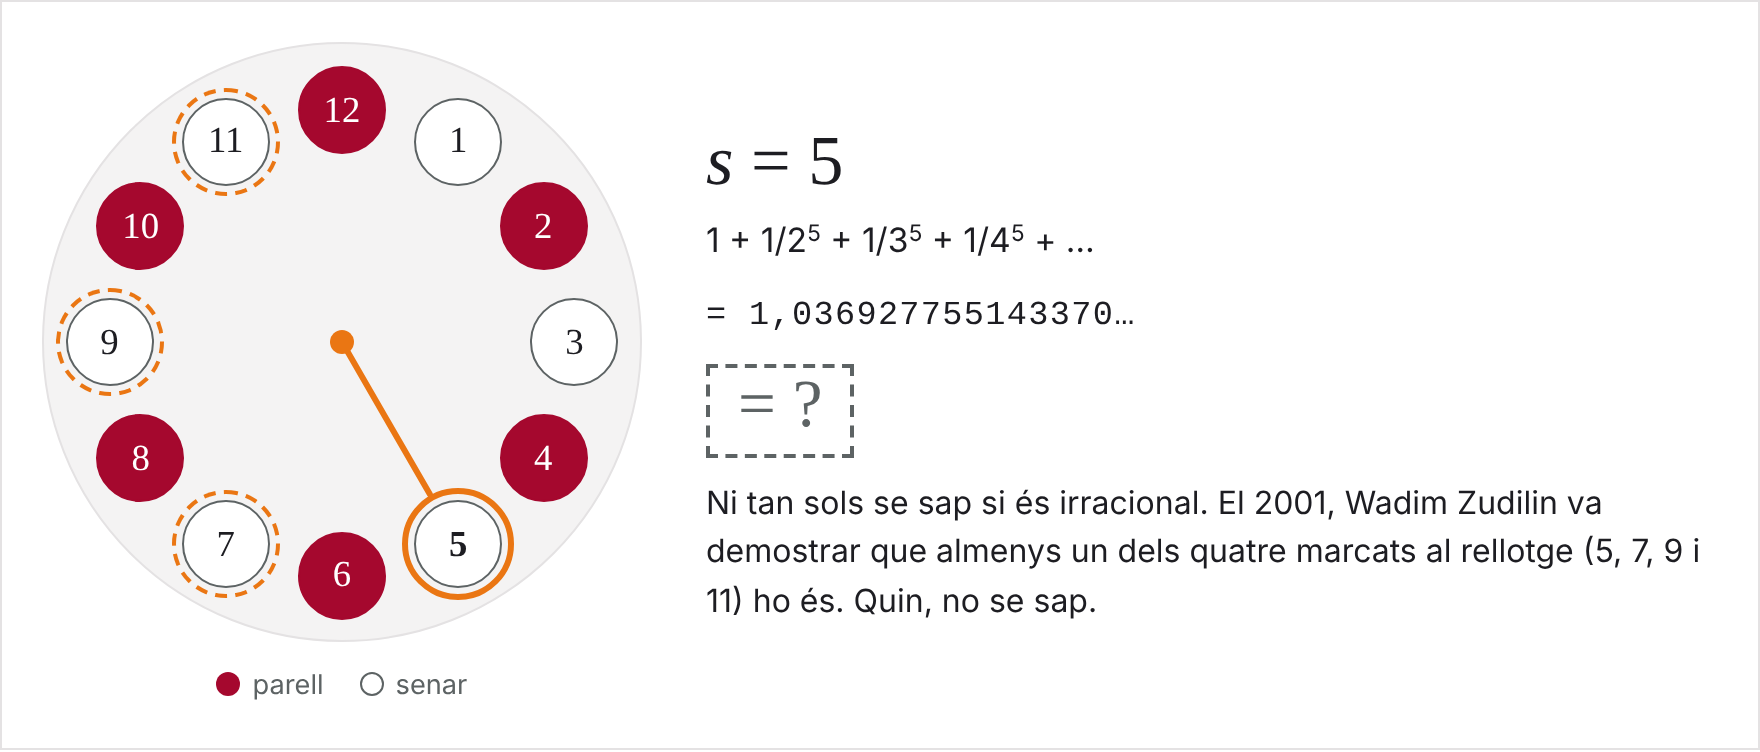 12
11
1
10
2
9
3
8
4
7
5
6
parell
senar
s = 5
1 + 1/2⁵ + 1/3⁵ + 1/4⁵ + ...
= 1,036927755143370…
= ?
Ni tan sols se sap si és irracional. El 2001, Wadim Zudilin va
demostrar que almenys un dels quatre marcats al rellotge (5, 7, 9 i
11) ho és. Quin, no se sap.